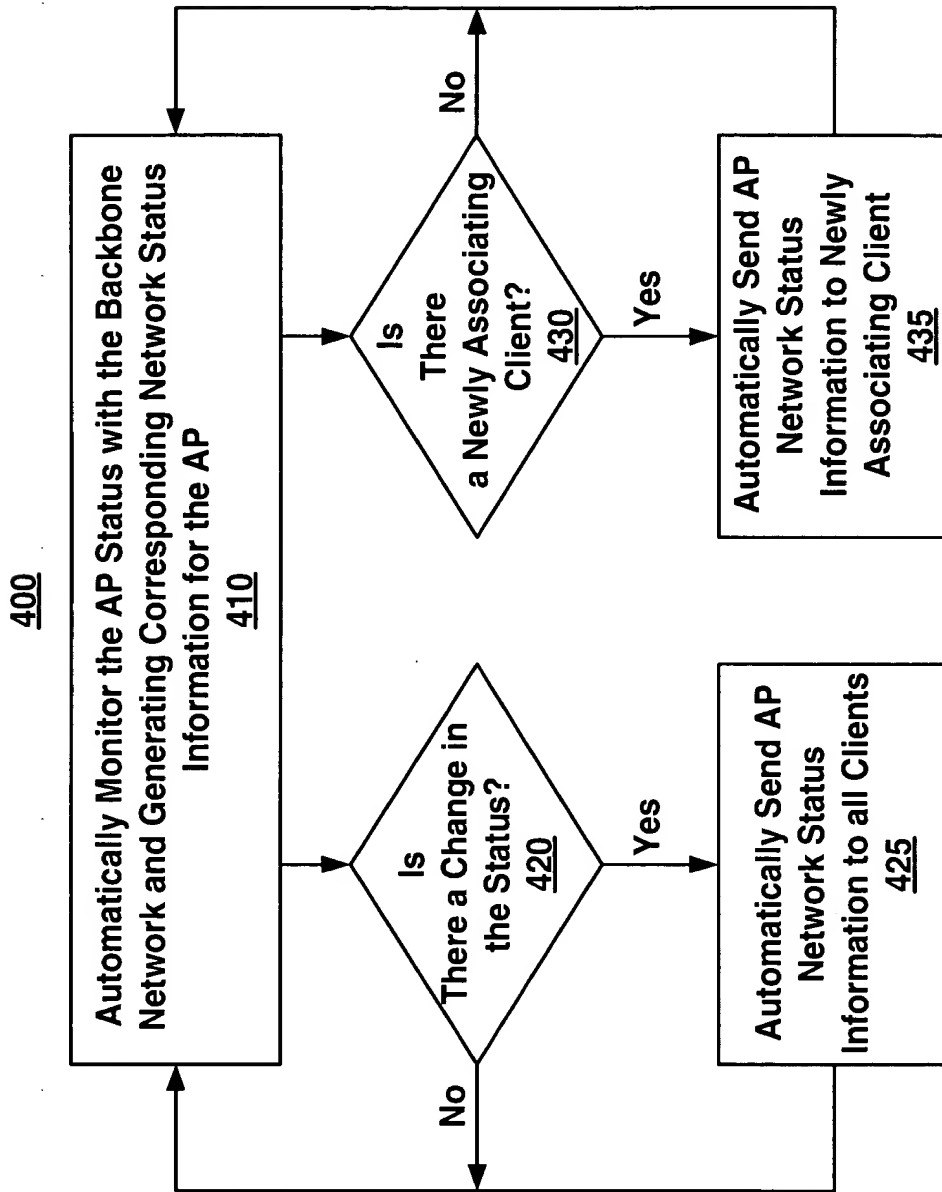 400
Automatically Monitor the AP Status with the Backbone
Network and Generating Corresponding Network Status
Information for the AP
410
Is
There a Change in
the Status?
420
No
Yes
Automatically Send AP
Network Status
Information to all Clients
425
Is
There
a Newly Associating
Client?
430
No
Yes
Automatically Send AP
Network Status
Information to Newly
Associating Client
435